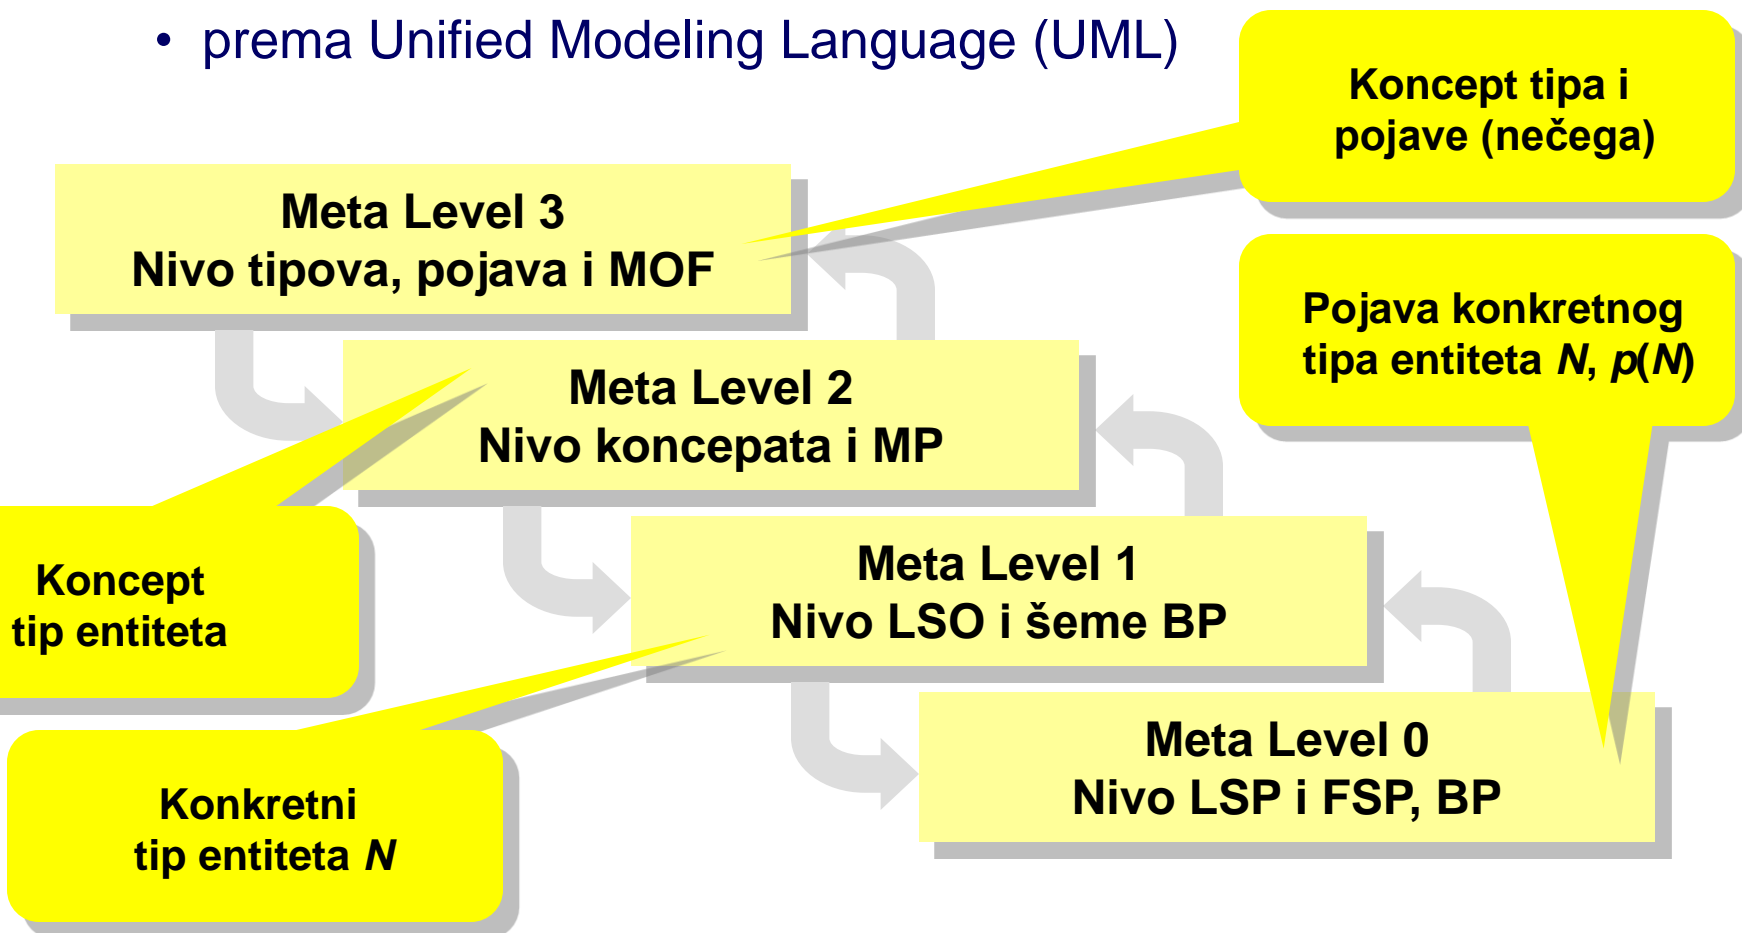 • prema Unified Modeling Language (UML)
Koncept tipa i
pojave (nečega)
Meta Level 3
Nivo tipova, pojava i MOF
Pojava konkretnog
tipa entiteta N, p(N)
Meta Level 2
Nivo koncepata i MP
Koncept
tip entiteta
Meta Level 1
Nivo LSO i šeme BP
Meta Level 0
Nivo LSP i FSP, BP
Konkretni
tip entiteta N